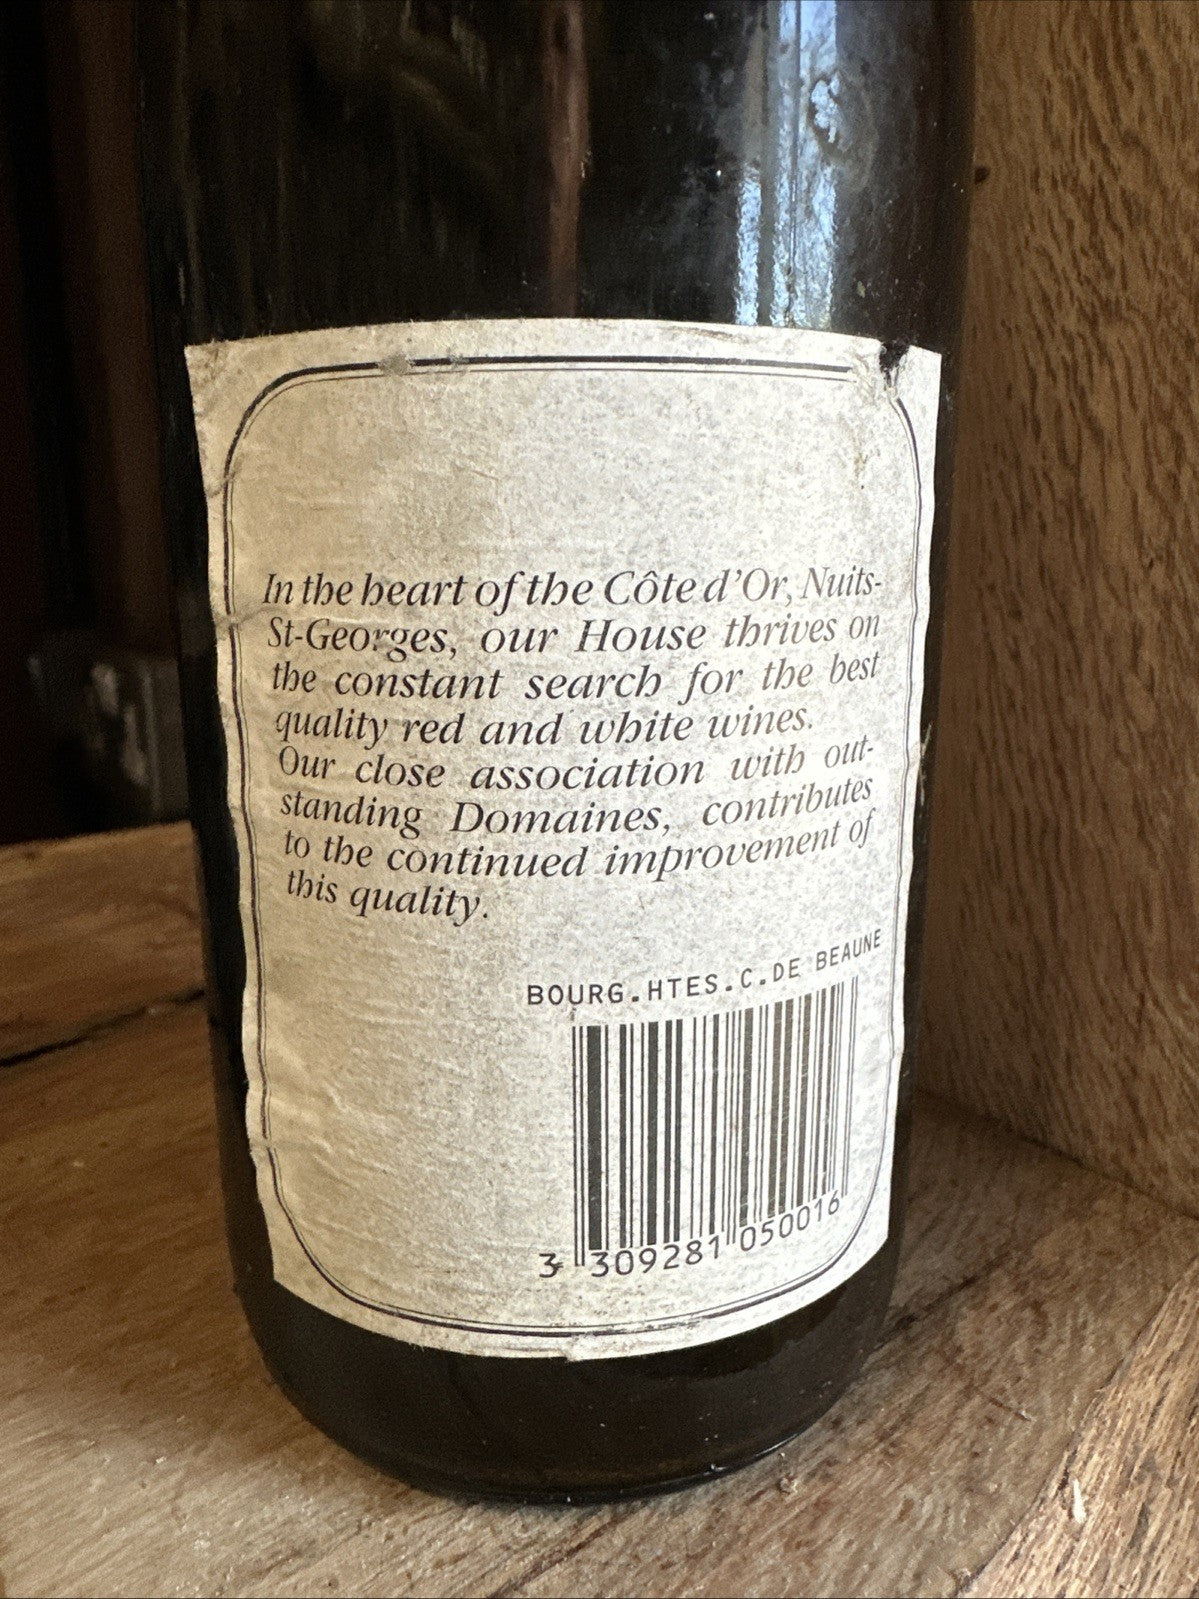 In the heart of the Côte d'Or, Nuits-
St-Georges, our House thrives on
the constant search for the best
quality red and white wines.
Our close association with out-
standing Domaines, contributes
to the continued improvement of
this quality.
BOURG.HTES.C.DE BEAUNE
3 309281 050016